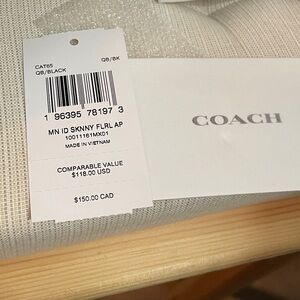 CAT65
QB/BLACK QB/BK
1 96395 78197 3
MN ID SKNNY FLRL AP
10011161MX01
MADE IN VIETNAM
COMPARABLE VALUE
$118.00 USD
$150.00 CAD
COACH